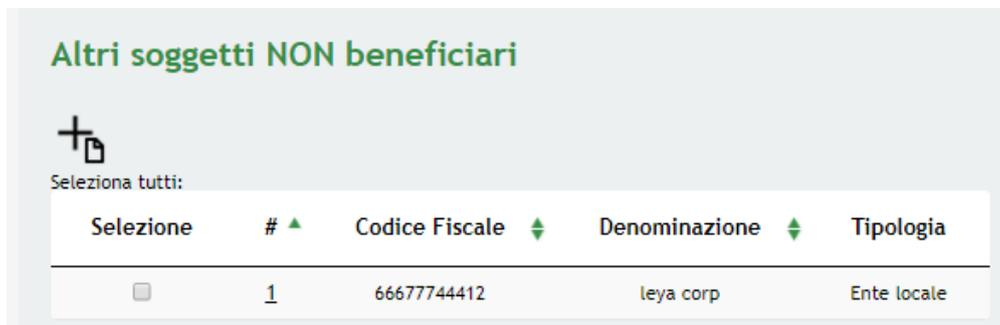 Altri soggetti NON beneficiari
Seleziona tutti:
Selezione # Codice Fiscale Denominazione Tipologia
1 66677744412 leya corp Ente locale